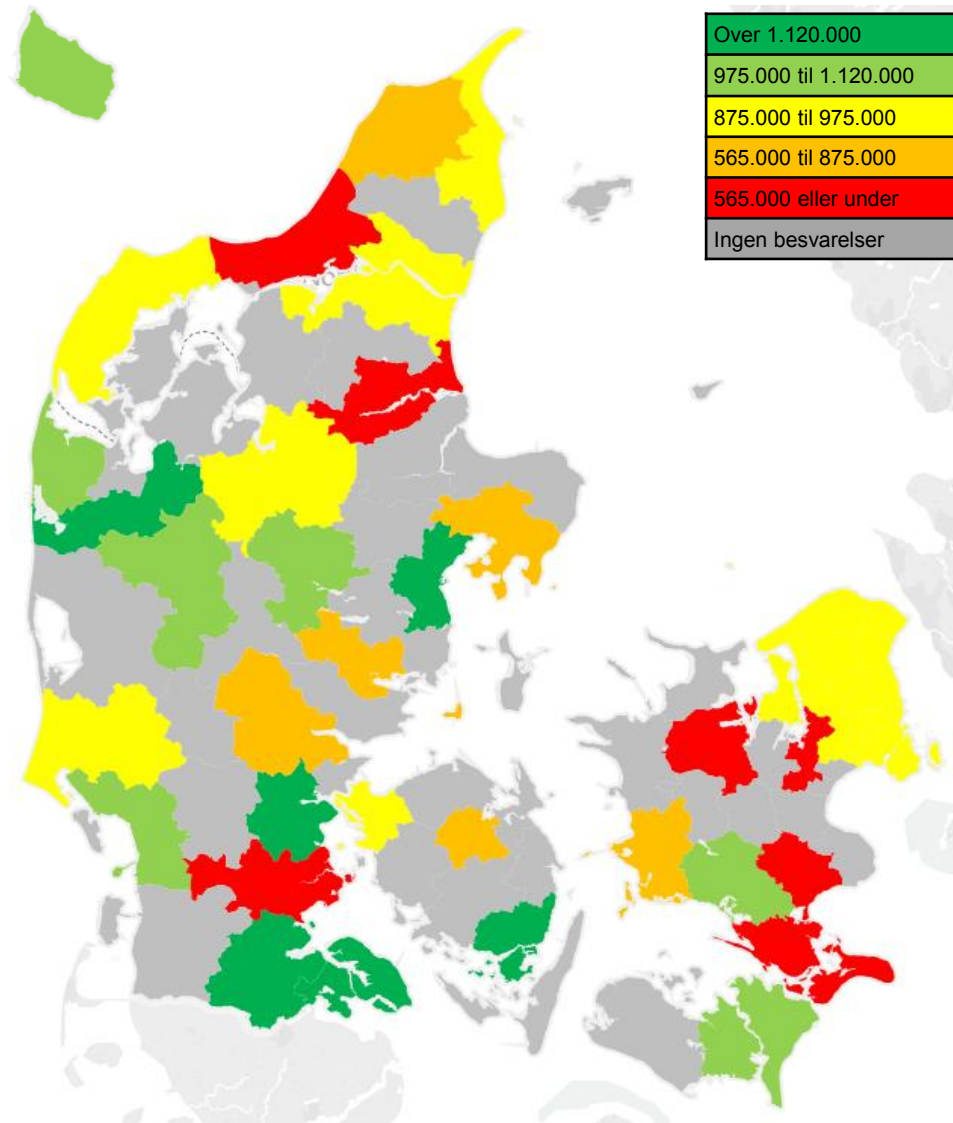 Over 1.120.000
975.000 til 1.120.000
875.000 til 975.000
565.000 til 875.000
565.000 eller under
Ingen besvarelser